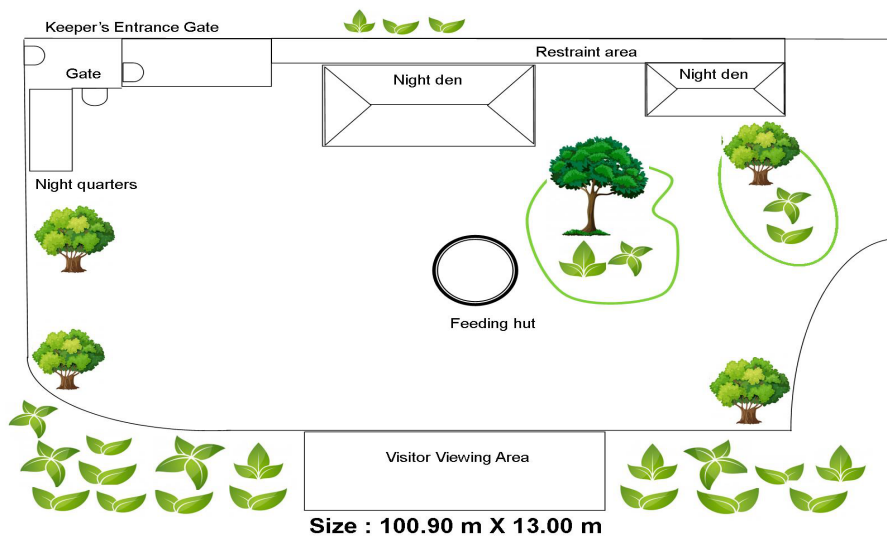 Keeper's Entrance Gate
Restraint area
Gate
Night den
Night den
Night quarters
Feeding hut
Visitor Viewing Area
Size : 100.90 m X 13.00 m